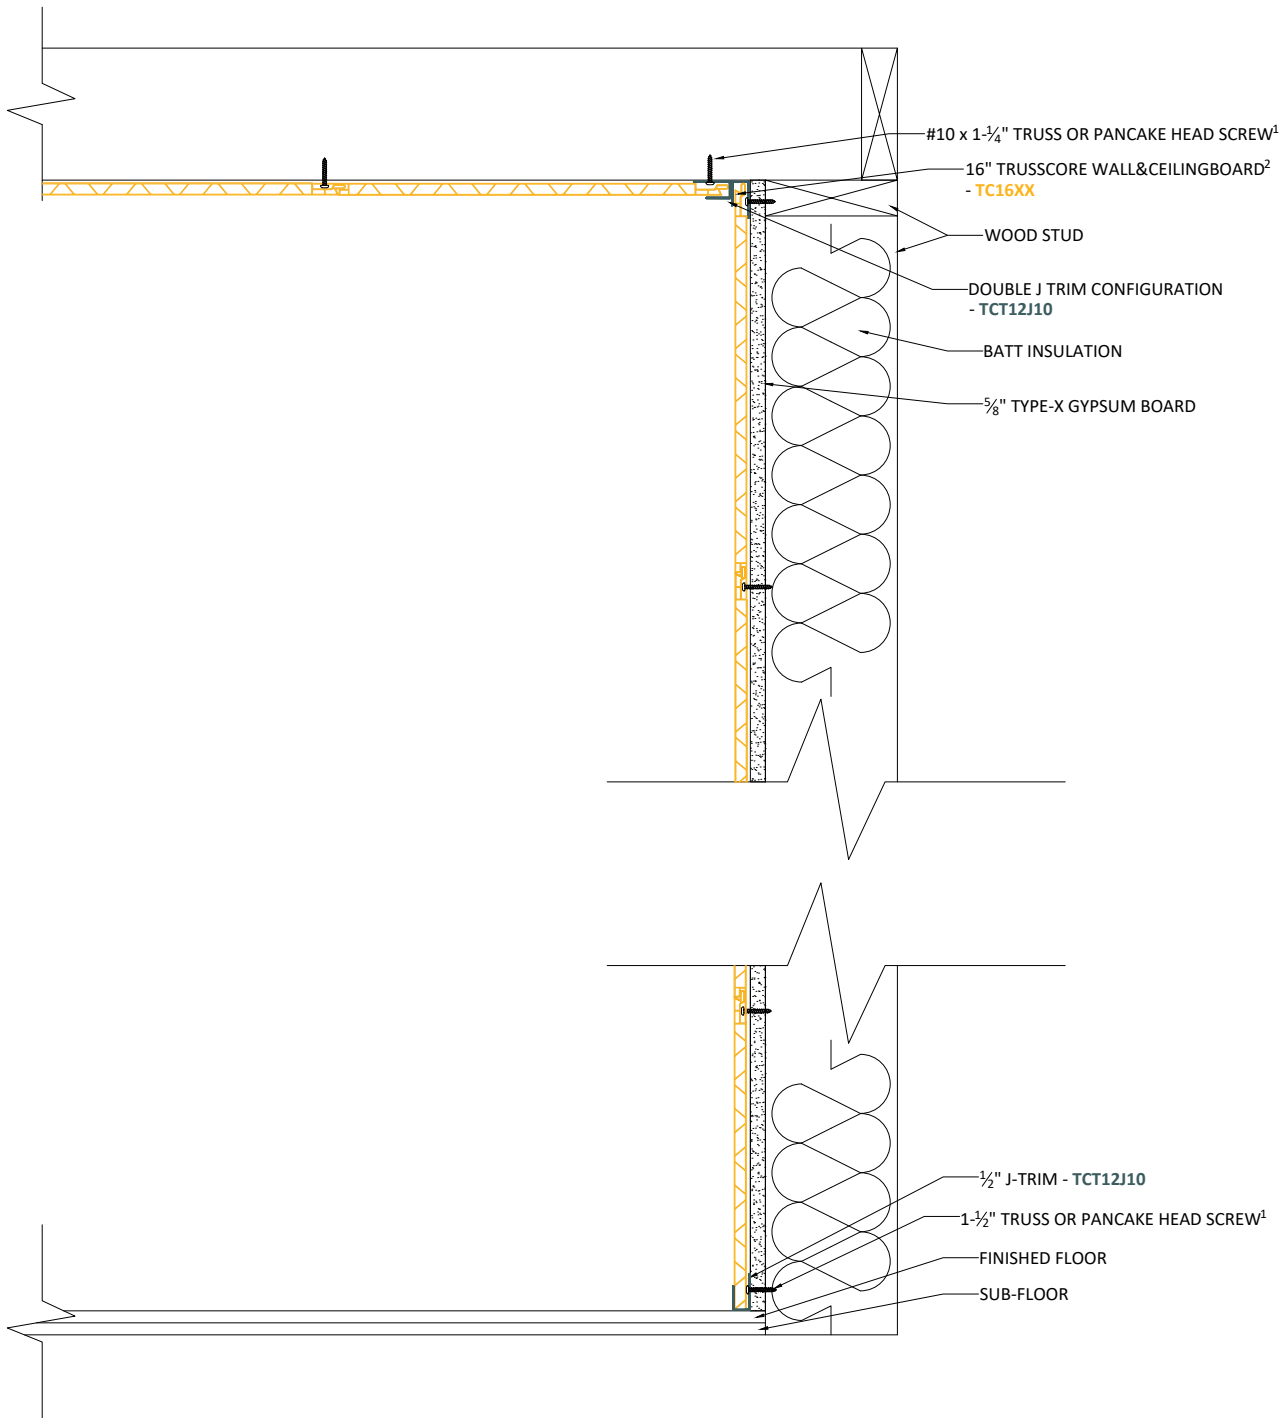 #10 x 1-¼" TRUSS OR PANCAKE HEAD SCREW¹
16" TRUSSCORE WALL&CEILINGBOARD²
- TC16XX
WOOD STUD
DOUBLE J TRIM CONFIGURATION
- TCT12J10
BATT INSULATION
⅝" TYPE-X GYPSUM BOARD
½" J-TRIM - TCT12J10
1-½" TRUSS OR PANCAKE HEAD SCREW¹
FINISHED FLOOR
SUB-FLOOR